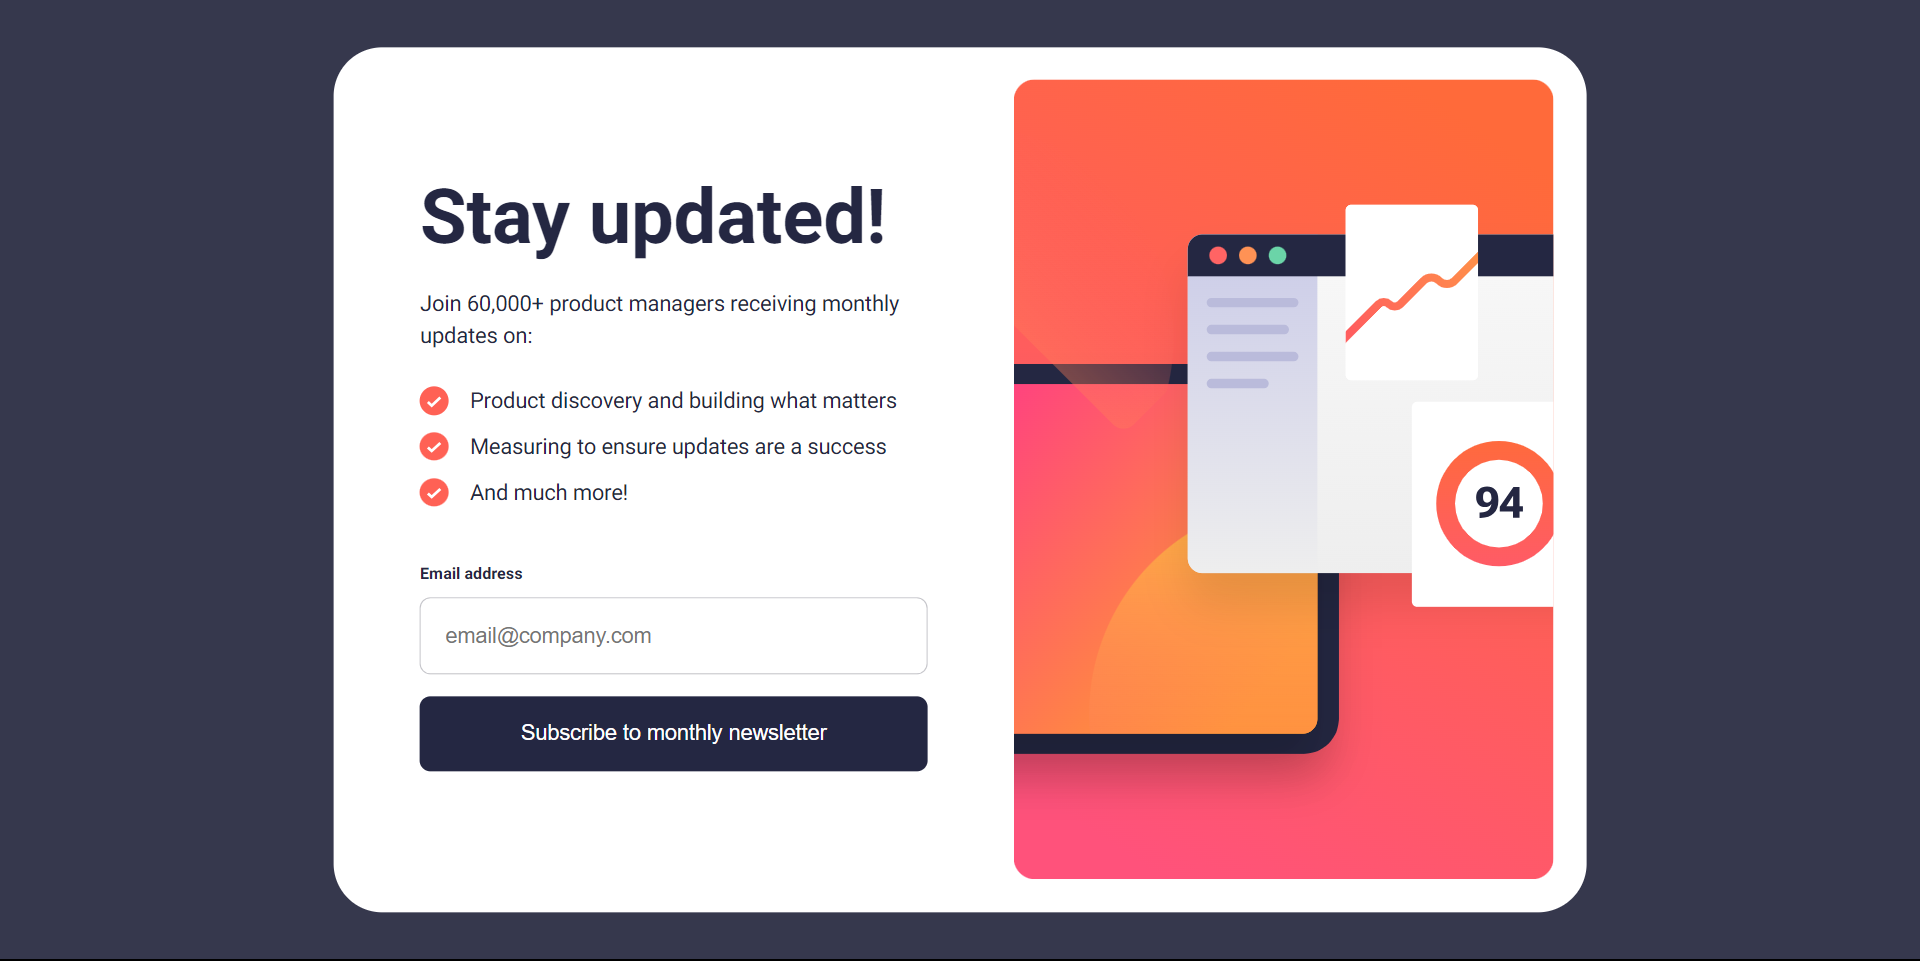 Stay updated!
Join 60,000+ product managers receiving monthly
updates on:
Product discovery and building what matters
Measuring to ensure updates are a success
And much more!
Email address
email@company.com
Subscribe to monthly newsletter
94